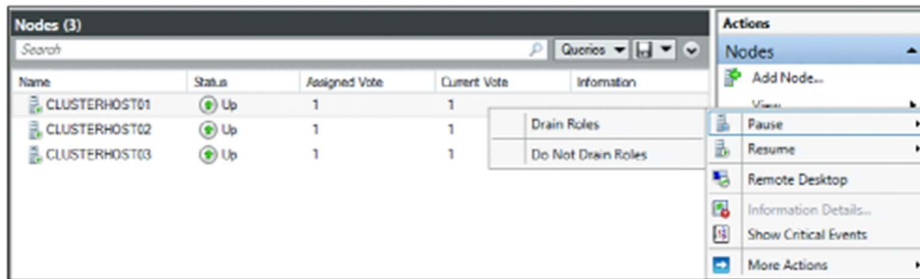 Nodes (3)
Search
Queries
Name Status Assigned Vote Current Vote Information
CLUSTERHOST01 Up 1 1
CLUSTERHOST02 Up 1 1
CLUSTERHOST03 Up 1 1
Drain Roles
Do Not Drain Roles
Actions
Nodes
Add Node...
View
Pause
Resume
Remote Desktop
Information Details...
Show Critical Events
More Actions